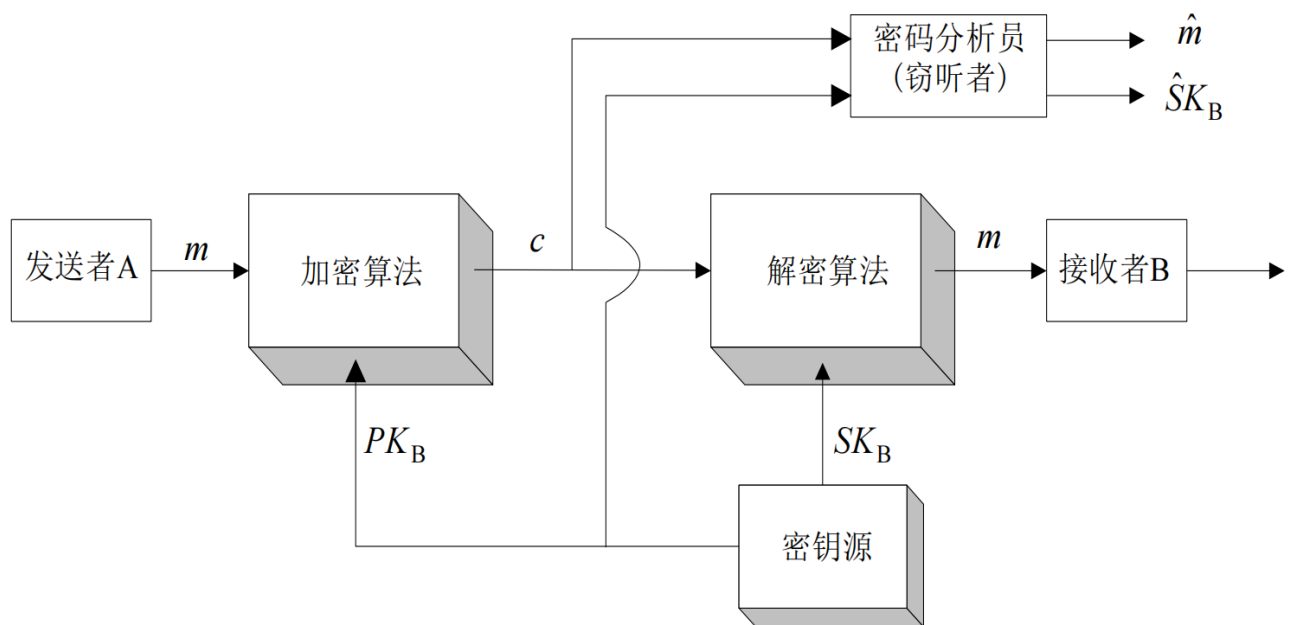 密码分析员
(窃听者)
m̂
ŜK_B
发送者A
m
加密算法
c
解密算法
m
接收者B
PK_B
SK_B
密钥源